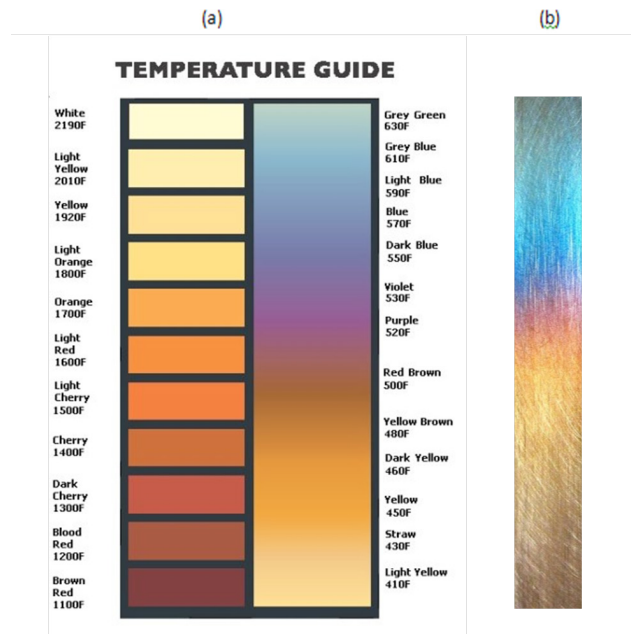 (a)
(b)
TEMPERATURE GUIDE
White
2190F
Light
Yellow
2010F
Yellow
1920F
Light
Orange
1800F
Orange
1700F
Light
Red
1600F
Light
Cherry
1500F
Cherry
1400F
Dark
Cherry
1300F
Blood
Red
1200F
Brown
Red
1100F
Grey Green
630F
Grey Blue
610F
Light Blue
590F
Blue
570F
Dark Blue
550F
Violet
530F
Purple
520F
Red Brown
500F
Yellow Brown
480F
Dark Yellow
460F
Yellow
450F
Straw
430F
Light Yellow
410F